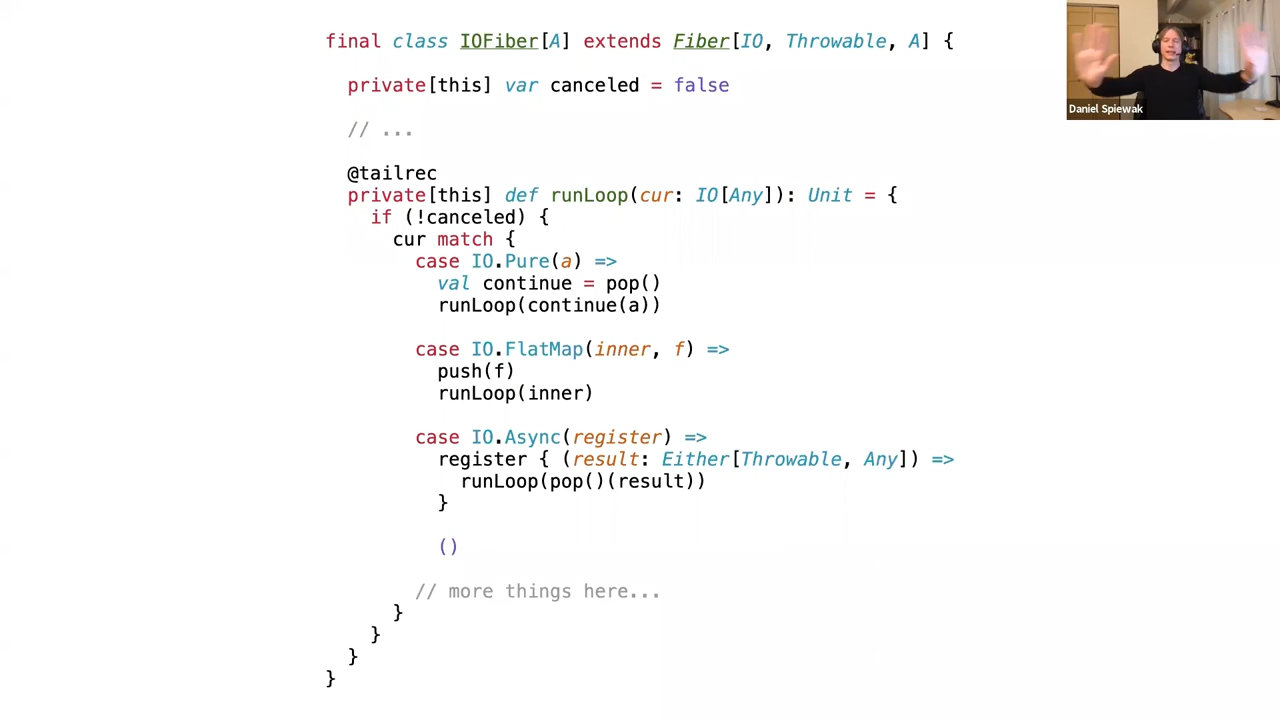 final class IOFiber[A] extends Fiber[IO, Throwable, A] {
private[this] var canceled = false
// ...
@tailrec
private[this] def runLoop(cur: IO[Any]): Unit = {
if (!canceled) {
cur match {
case IO.Pure(a) =>
val continue = pop()
runLoop(continue(a))
case IO.FlatMap(inner, f) =>
push(f)
runLoop(inner)
case IO.Async(register) =>
register { (result: Either[Throwable, Any]) =>
runLoop(pop()(result))
}
()
// more things here...
}
}
}
}
Daniel Spiewak